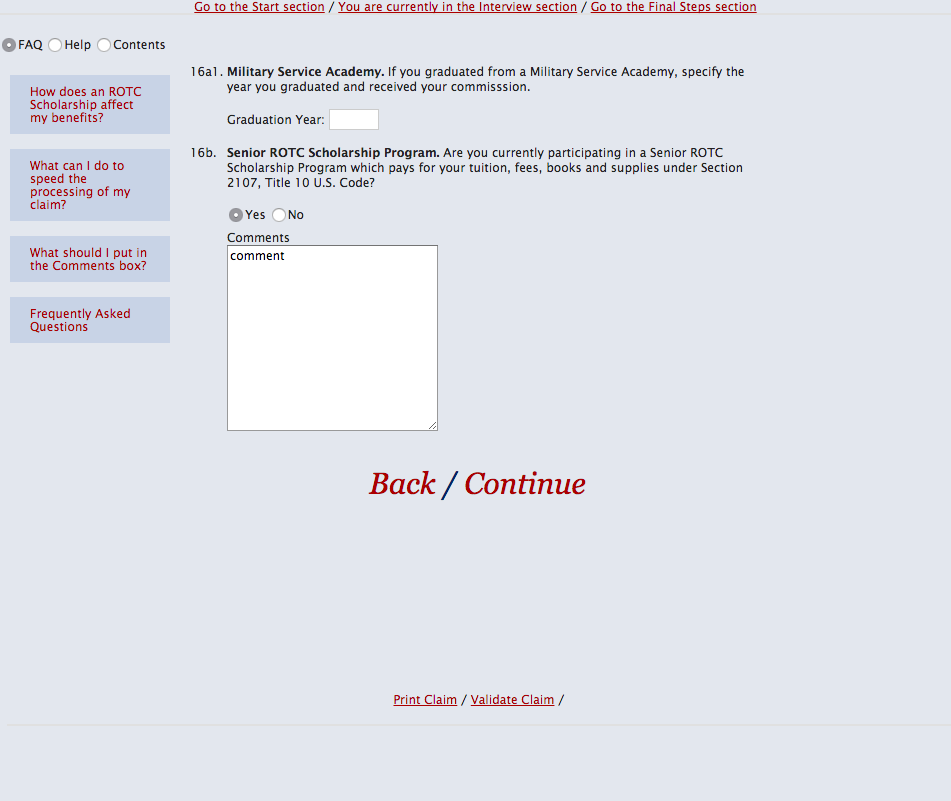 Go to the Start section / You are currently in the Interview section / Go to the Final Steps section
FAQ Help Contents
How does an ROTC
Scholarship affect
my benefits?
What can I do to
speed the
processing of my
claim?
What should I put in
the Comments box?
Frequently Asked
Questions
16a1. Military Service Academy. If you graduated from a Military Service Academy, specify the
year you graduated and received your commisssion.
Graduation Year:
16b. Senior ROTC Scholarship Program. Are you currently participating in a Senior ROTC
Scholarship Program which pays for your tuition, fees, books and supplies under Section
2107, Title 10 U.S. Code?
Yes No
Comments
comment
Back / Continue
Print Claim / Validate Claim /